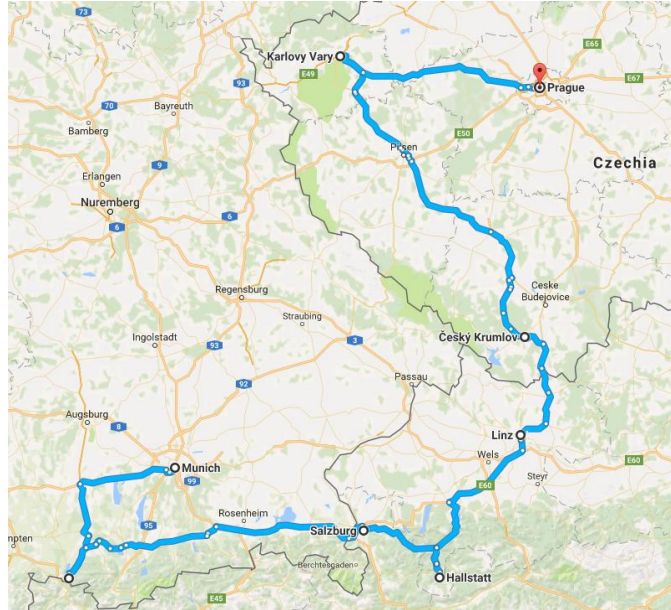 73
E65
Karlovy Vary
E49
Prague
E67
93
Bayreuth
70
Bamberg
E50
Pilsen
Czechia
9
Erlangen
Nuremberg
6
6
Regensburg
Ceske
Budejovice
Straubing
Český Krumlov
Ingolstadt
93
3
92
Passau
Augsburg
8
Linz
Munich
Wels
E60
99
Steyr
E60
Rosenheim
95
Salzburg
mpten
Berchtesgaden
Hallstatt
E45